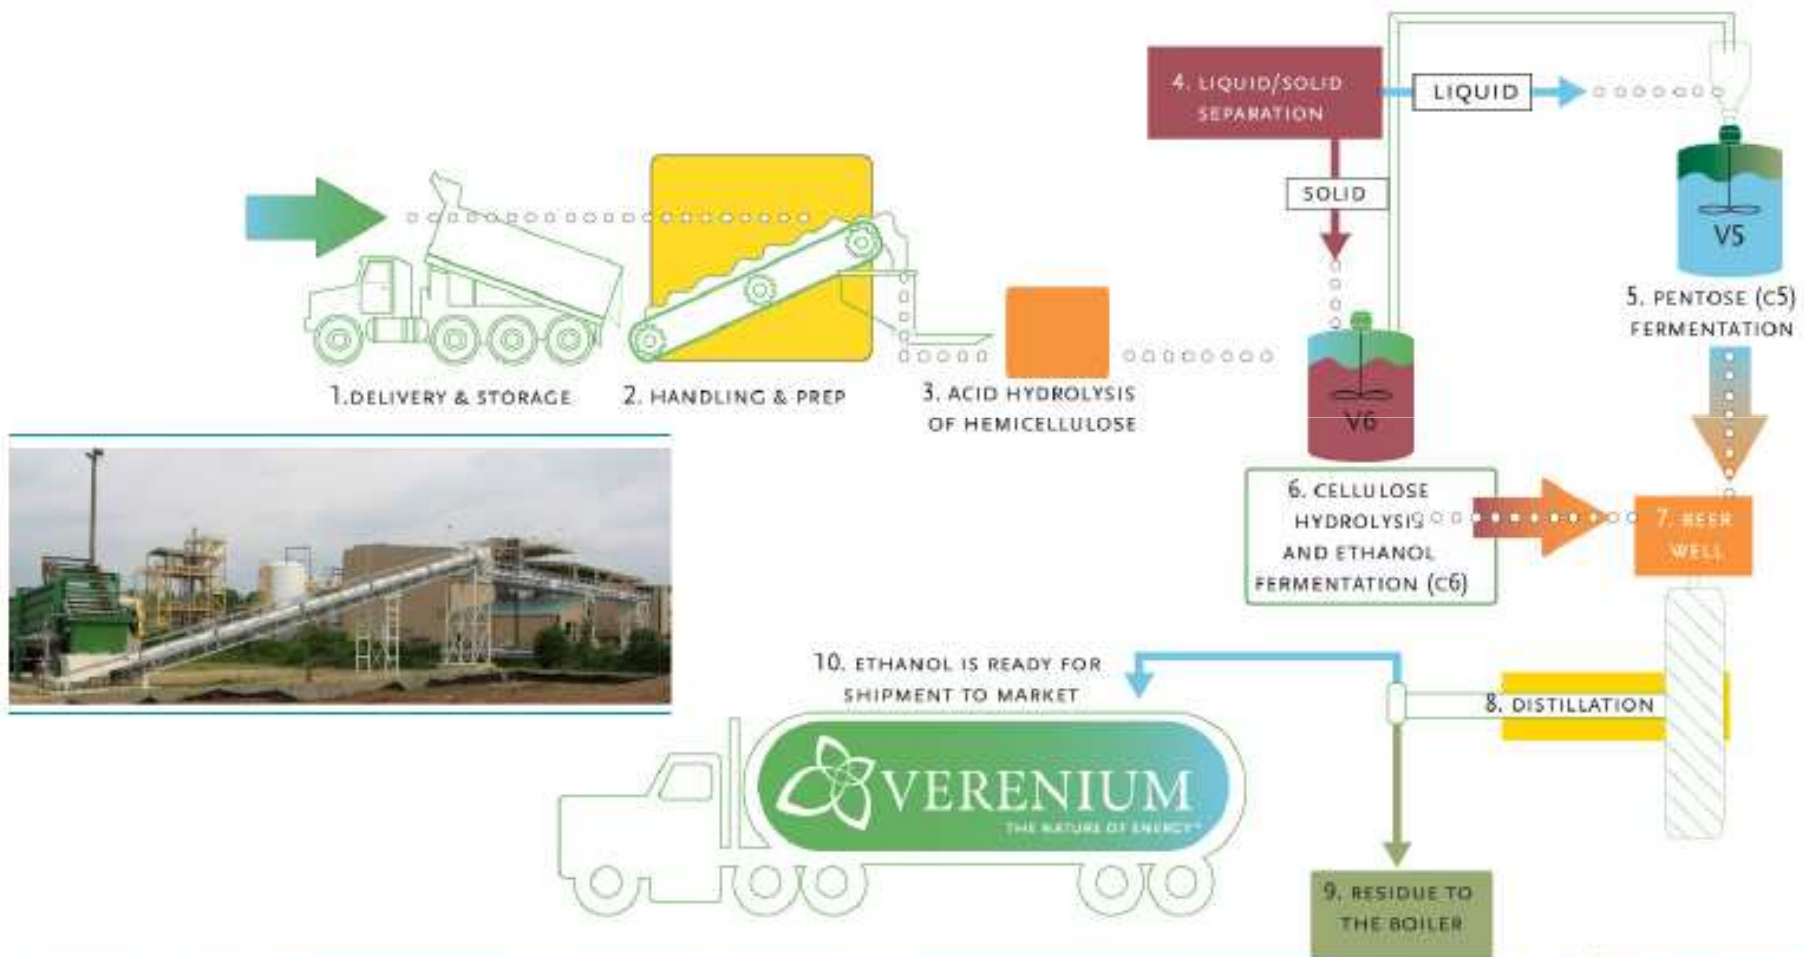 4. LIQUID/SOLID
SEPARATION
LIQUID
SOLID
V5
5. PENTOSE (C5)
FERMENTATION
1.DELIVERY & STORAGE
2. HANDLING & PREP
3. ACID HYDROLYSIS
OF HEMICELLULOSE
V6
6. CELLULOSE
HYDROLYSIS
AND ETHANOL
FERMENTATION (C6)
7. BEER
WELL
8. DISTILLATION
10. ETHANOL IS READY FOR
SHIPMENT TO MARKET
VERENIUM
THE NATURE OF ENERGY
9. RESIDUE TO
THE BOILER